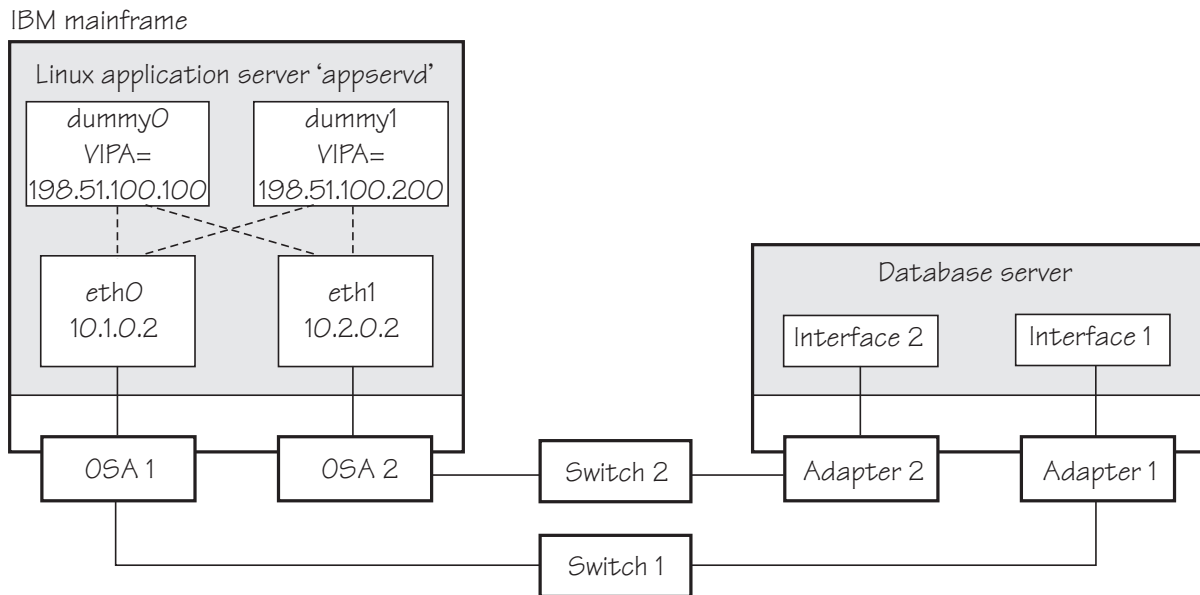 IBM mainframe
Linux application server ‘appservd’
dummy0
VIPA=
198.51.100.100
dummy1
VIPA=
198.51.100.200
eth0
10.1.0.2
eth1
10.2.0.2
Database server
Interface 2
Interface 1
OSA 1
OSA 2
Switch 2
Adapter 2
Adapter 1
Switch 1